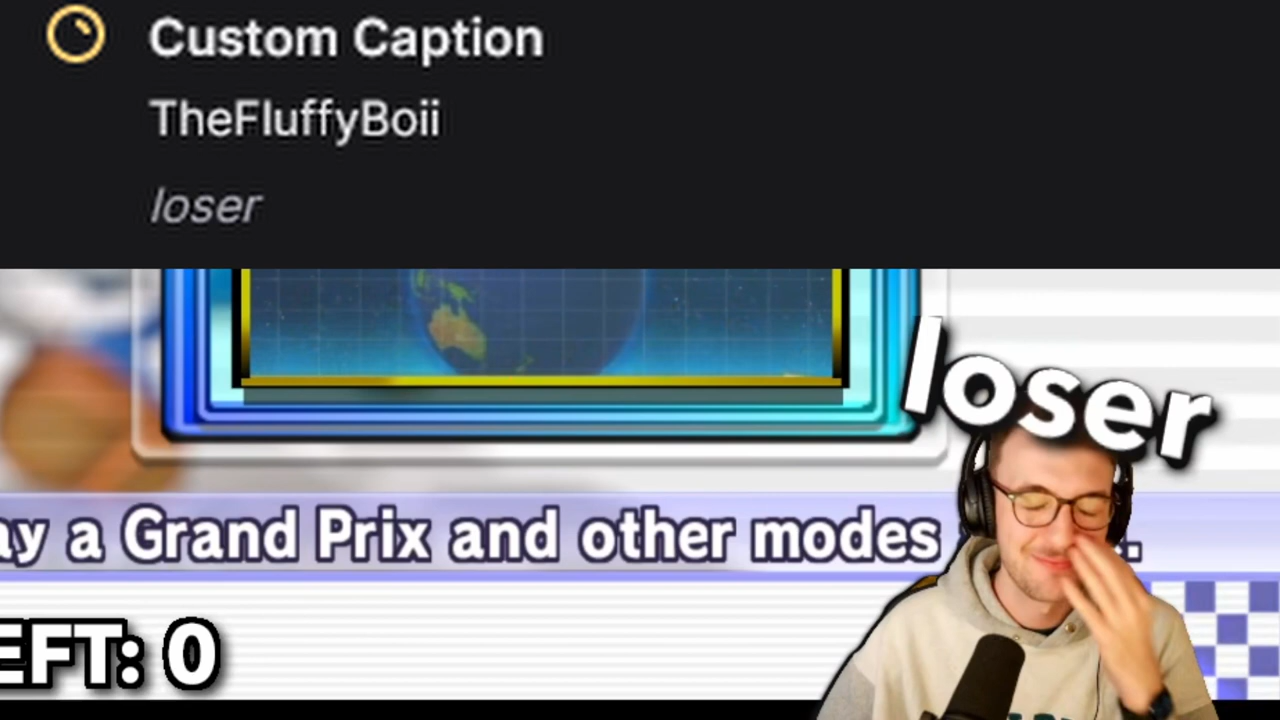 Custom Caption
TheFluffyBoii
loser
loser
ay a Grand Prix and other modes
EFT: 0